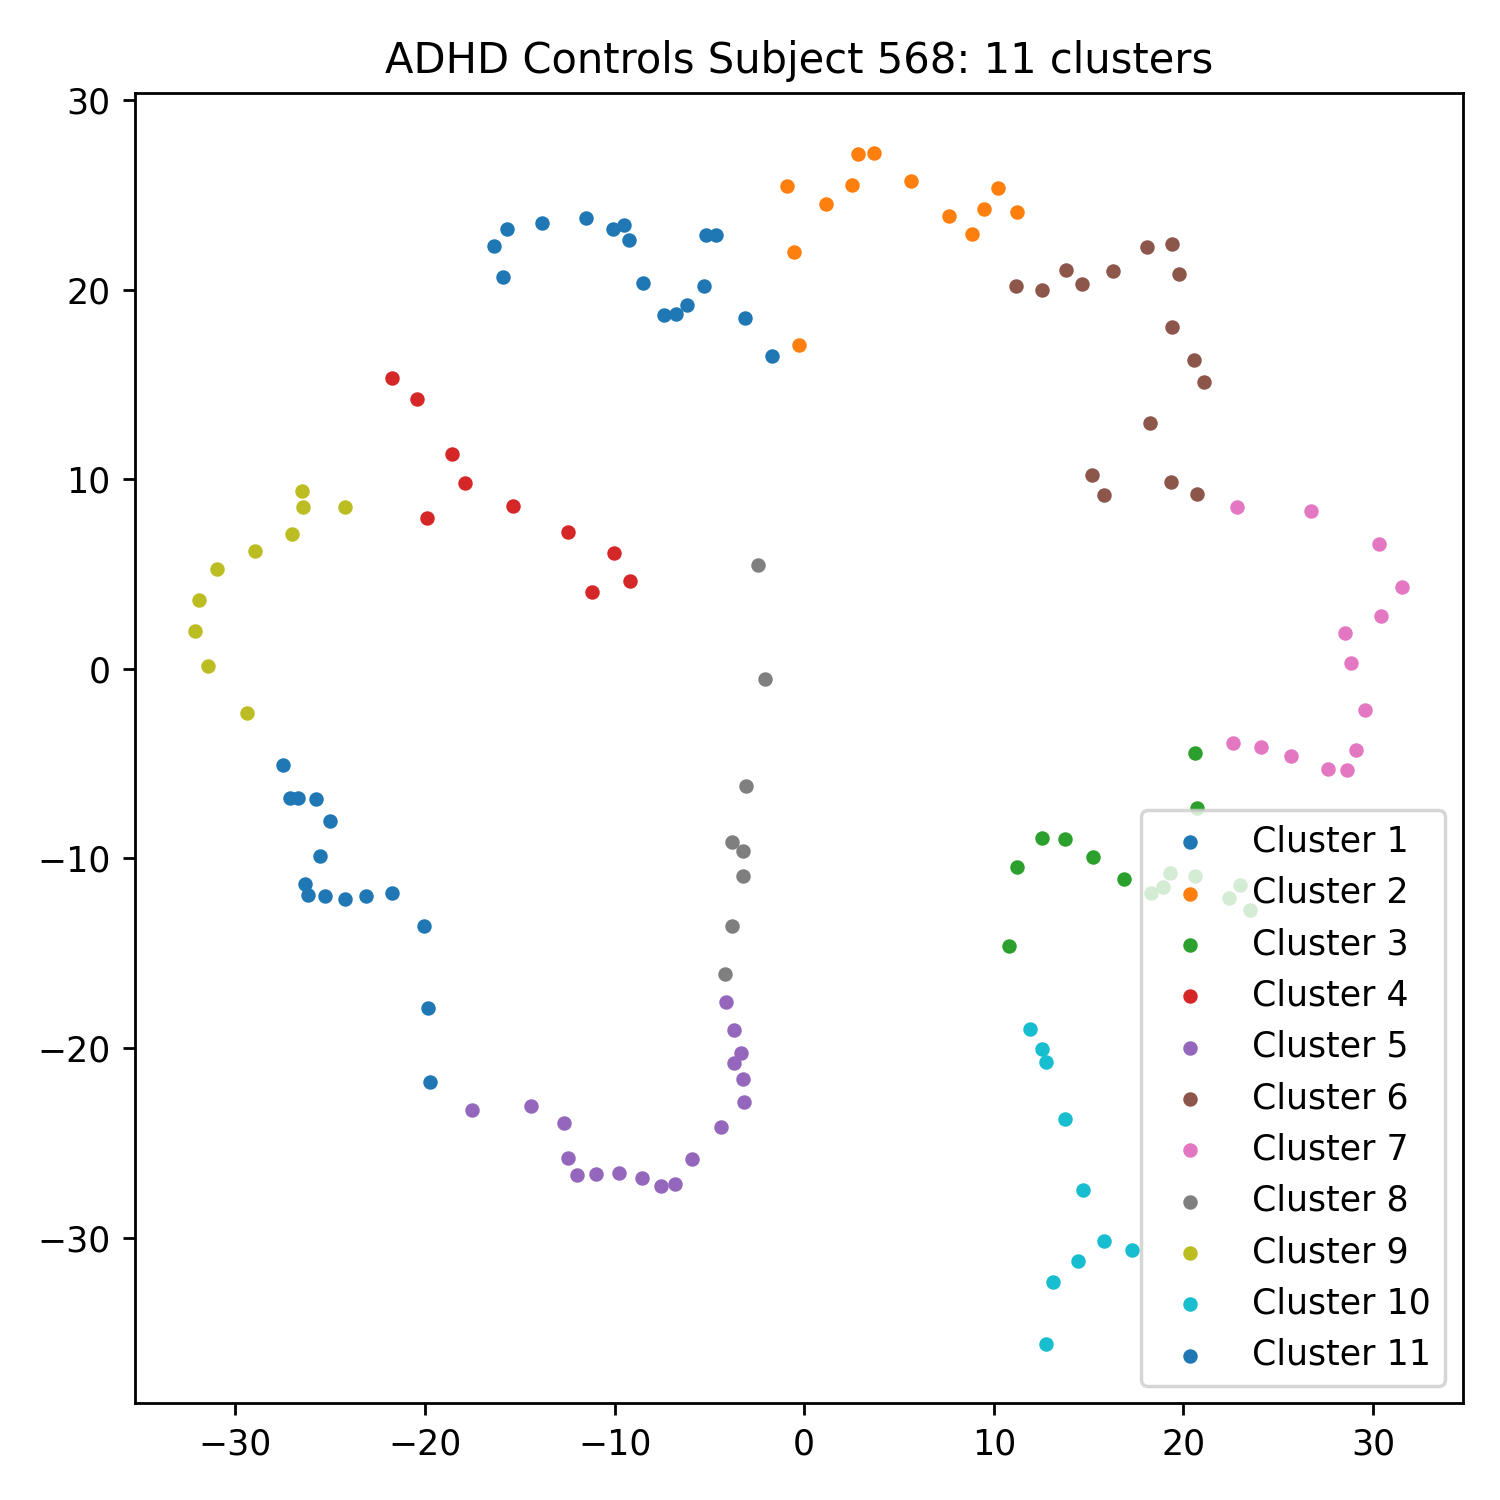 ADHD Controls Subject 568: 11 clusters
30
20
10
0
−10
−20
−30
−30
−20
−10
0
10
20
30
Cluster 1
Cluster 2
Cluster 3
Cluster 4
Cluster 5
Cluster 6
Cluster 7
Cluster 8
Cluster 9
Cluster 10
Cluster 11